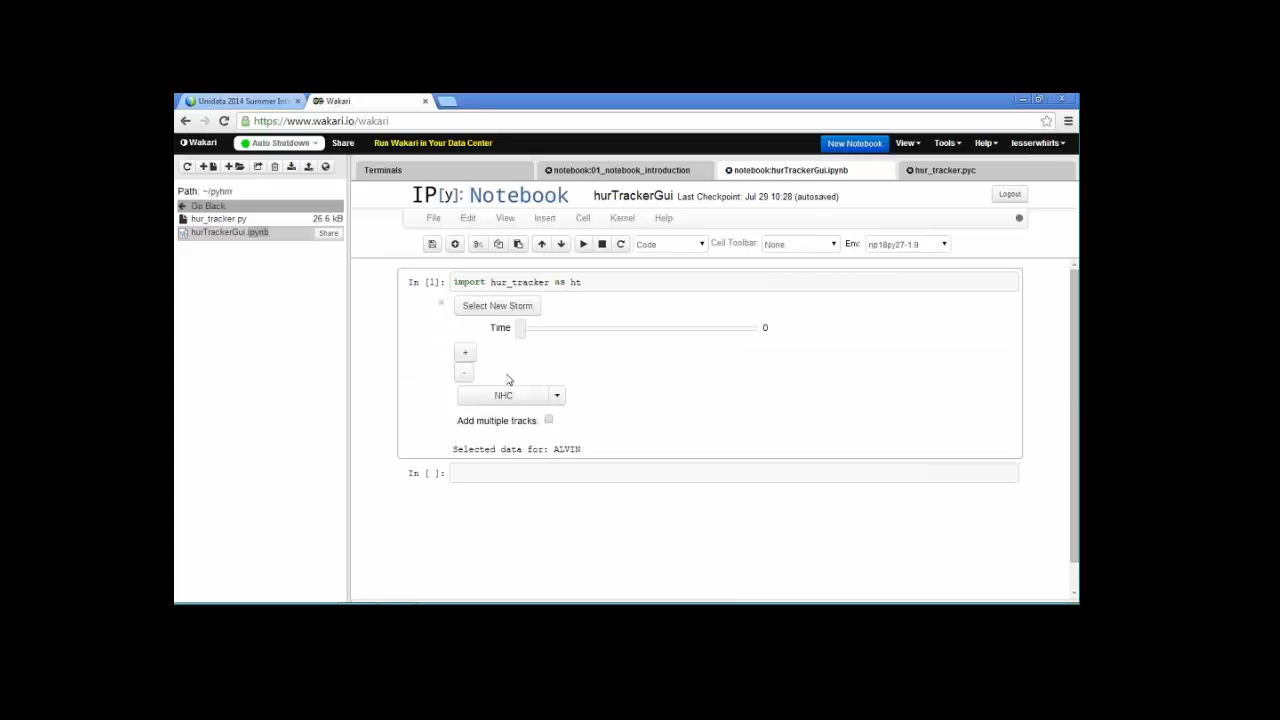 Unidata 2014 Summer Int
Wakari
https://www.wakari.io/wakari
Wakari
Auto Shutdown
Share
Run Wakari in Your Data Center
New Notebook
View
Tools
Help
lesserwhirls
Path: ~/pyhrrr
Go Back
hur_tracker.py
26.6 kB
hurTrackerGui.ipynb
Share
Terminals
notebook:01_notebook_introduction
notebook:hurTrackerGui.ipynb
hur_tracker.pyc
IP[y]: Notebook
hurTrackerGui
Last Checkpoint: Jul 29 10:28 (autosaved)
Logout
File
Edit
View
Insert
Cell
Kernel
Help
Code
Cell Toolbar:
None
Env:
np18py27-1.9
In [1]:
import hur_tracker as ht
Select New Storm
Time
0
+
-
NHC
Add multiple tracks:
Selected data for: ALVIN
In [ ]: